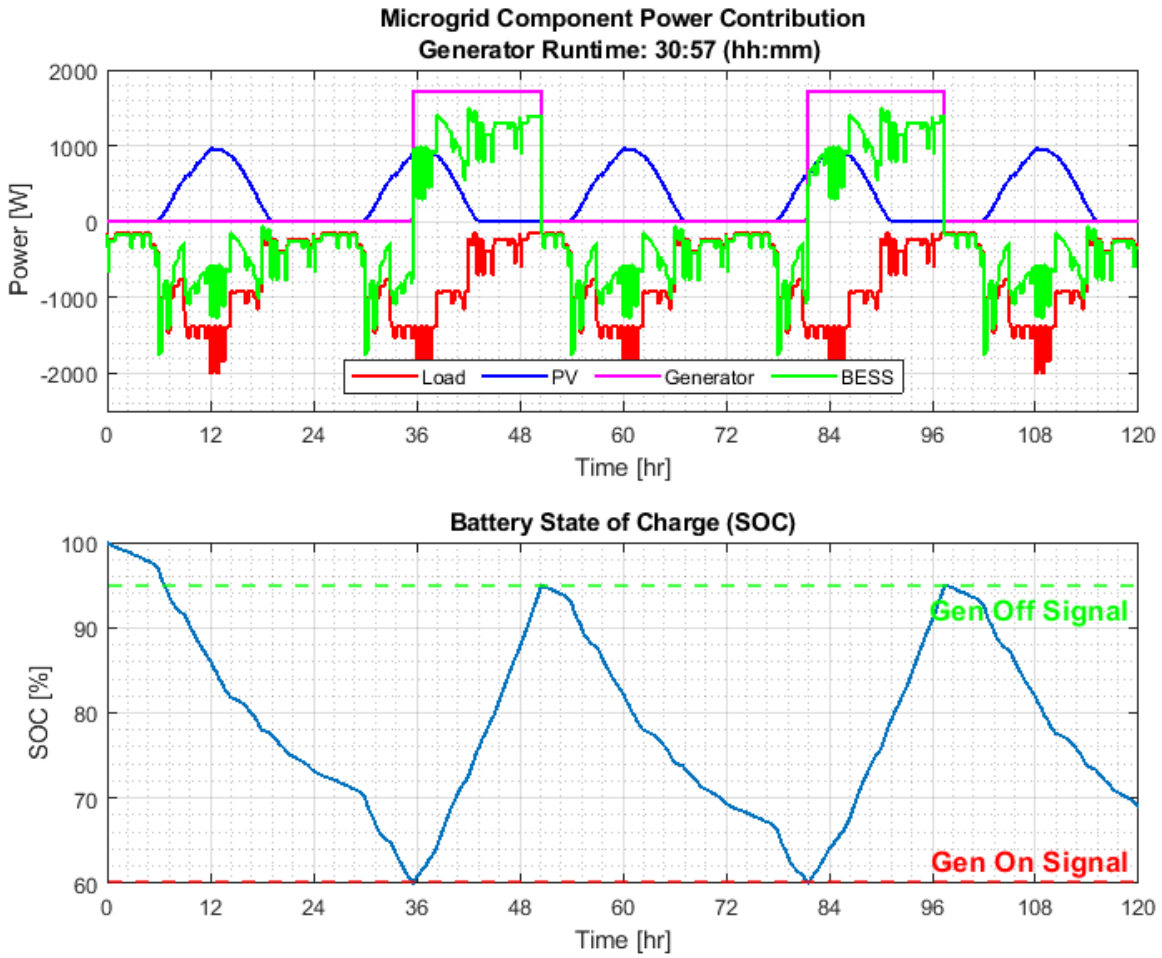 Microgrid Component Power Contribution
Generator Runtime: 30:57 (hh:mm)
2000
1000
0
-1000
-2000
Power [W]
Load PV Generator BESS
0 12 24 36 48 60 72 84 96 108 120
Time [hr]
Battery State of Charge (SOC)
100
90
80
70
60
SOC [%]
Gen Off Signal
Gen On Signal
0 12 24 36 48 60 72 84 96 108 120
Time [hr]